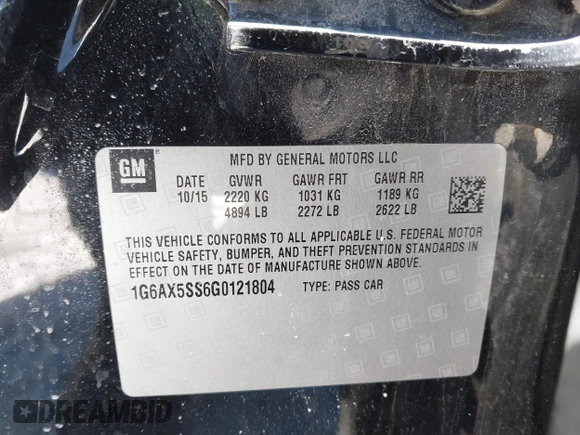 GM
MFD BY GENERAL MOTORS LLC
DATE GVWR GAWR FRT GAWR RR
10/15 2220 KG 1031 KG 1189 KG
4894 LB 2272 LB 2622 LB
THIS VEHICLE CONFORMS TO ALL APPLICABLE U.S. FEDERAL MOTOR
VEHICLE SAFETY, BUMPER, AND THEFT PREVENTION STANDARDS IN
EFFECT ON THE DATE OF MANUFACTURE SHOWN ABOVE.
1G6AX5SS6G0121804 TYPE: PASS CAR
DREAMBID